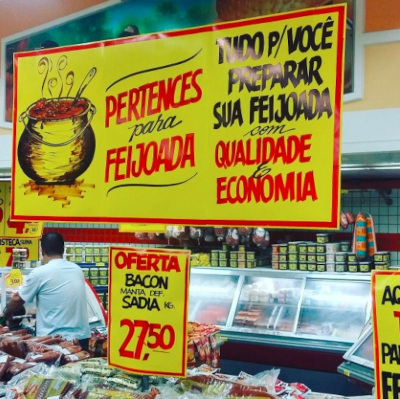 PERTENCES
para
FEIJOADA
TUDO P/ VOCÊ
PREPARAR
SUA FEIJOADA
com
QUALIDADE
E
ECONOMIA
OFERTA
BACON
MANTA DEF.
SADIA KG.
27,50
AQ
PA
FE